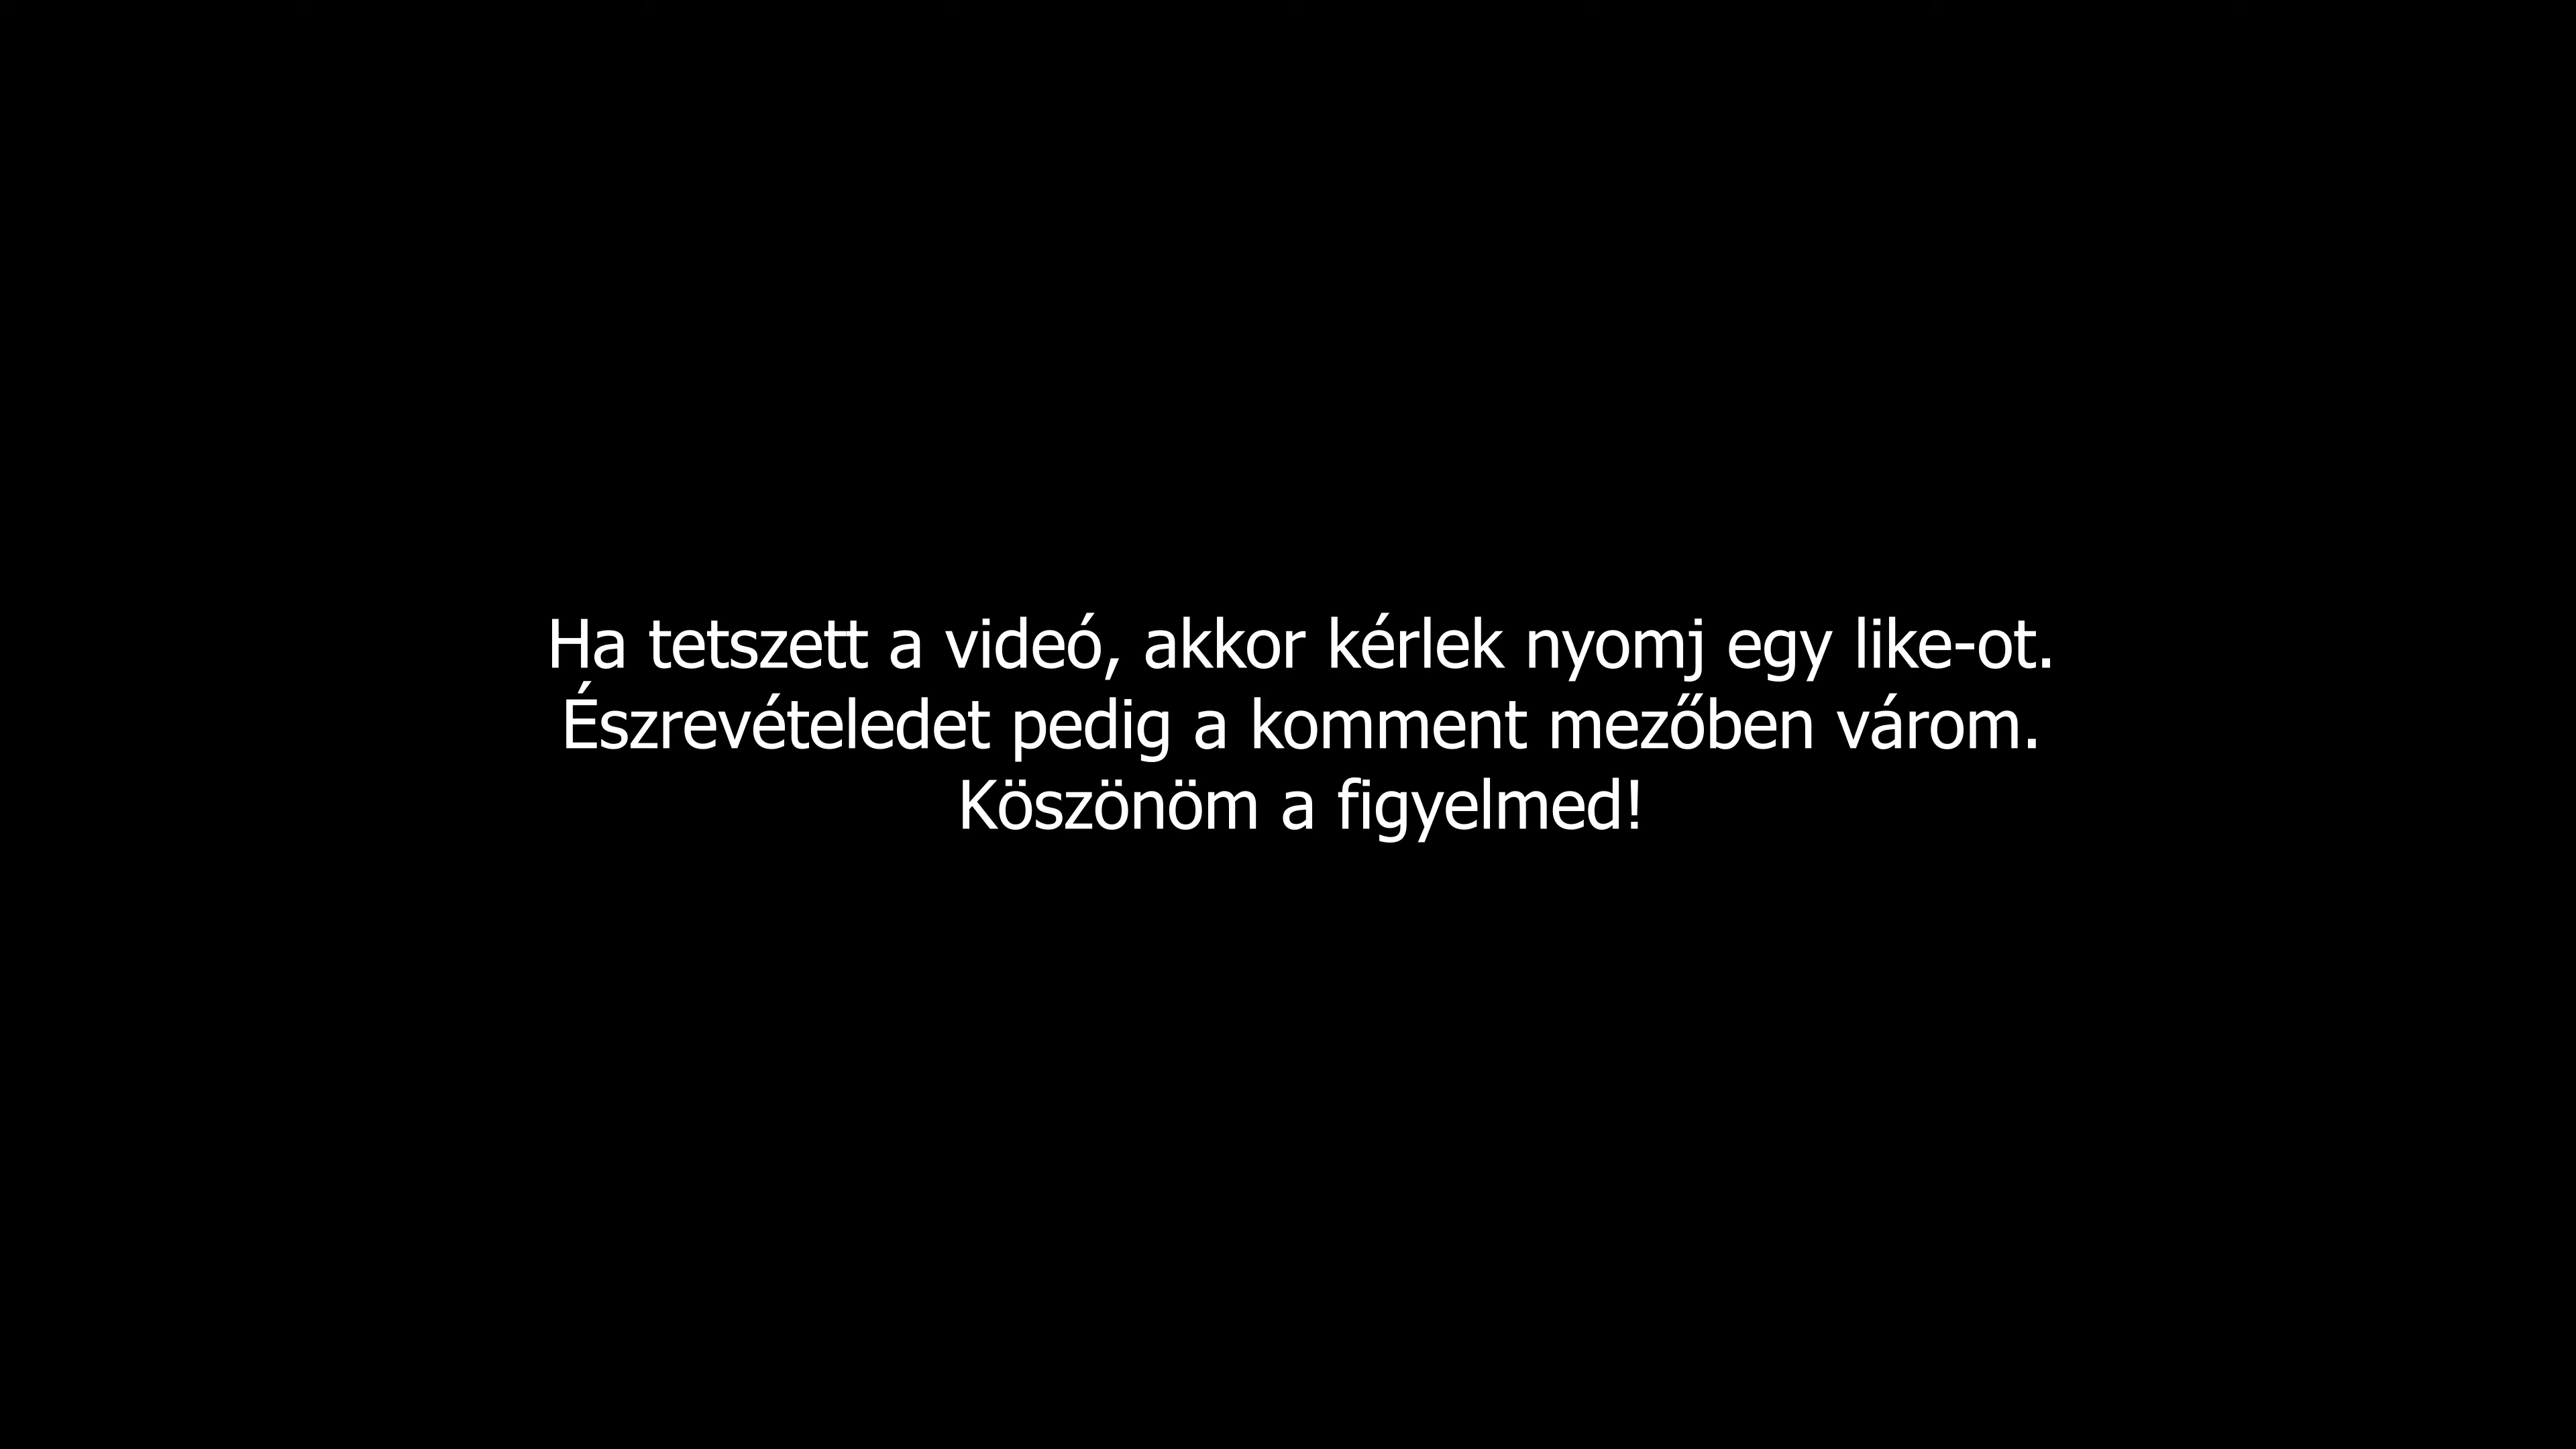 Ha tetszett a videó, akkor kérlek nyomj egy like-ot.
Észrevételedet pedig a komment mezőben várom.
Köszönöm a figyelmed!